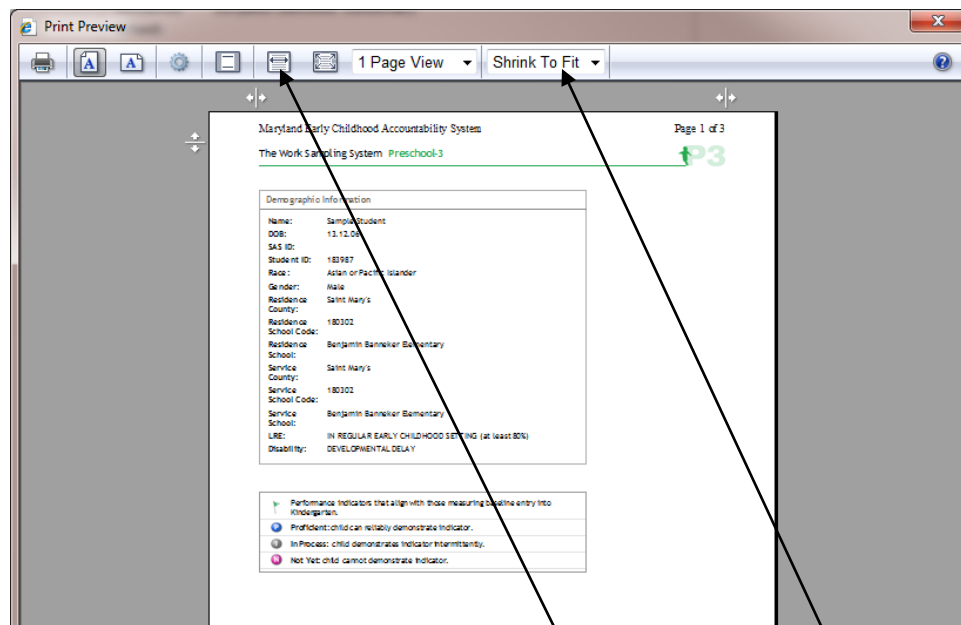 Print Preview
1 Page View
Shrink To Fit
Maryland Early Childhood Accountability System Page 1 of 3
The Work Sampling System Preschool-3
P3
Demographic Information
Name: Sample Student
DOB: 13.12.06
SAS ID:
Student ID: 183987
Race: Asian or Pacific Islander
Gender: Male
Residence Saint Mary's
County:
Residence 180302
School Code:
Residence Benjamin Banneker Elementary
School:
Service Saint Mary's
County:
Service 180302
School Code:
Service Benjamin Banneker Elementary
School:
LRE: IN REGULAR EARLY CHILDHOOD SETTING (at least 80%)
Disability: DEVELOPMENTAL DELAY
Performance indicators that align with those measuring baseline entry into
Kindergarten.
P Proficient: child can reliably demonstrate indicator.
I In Process: child demonstrates indicator intermittently.
N Not Yet: child cannot demonstrate indicator.